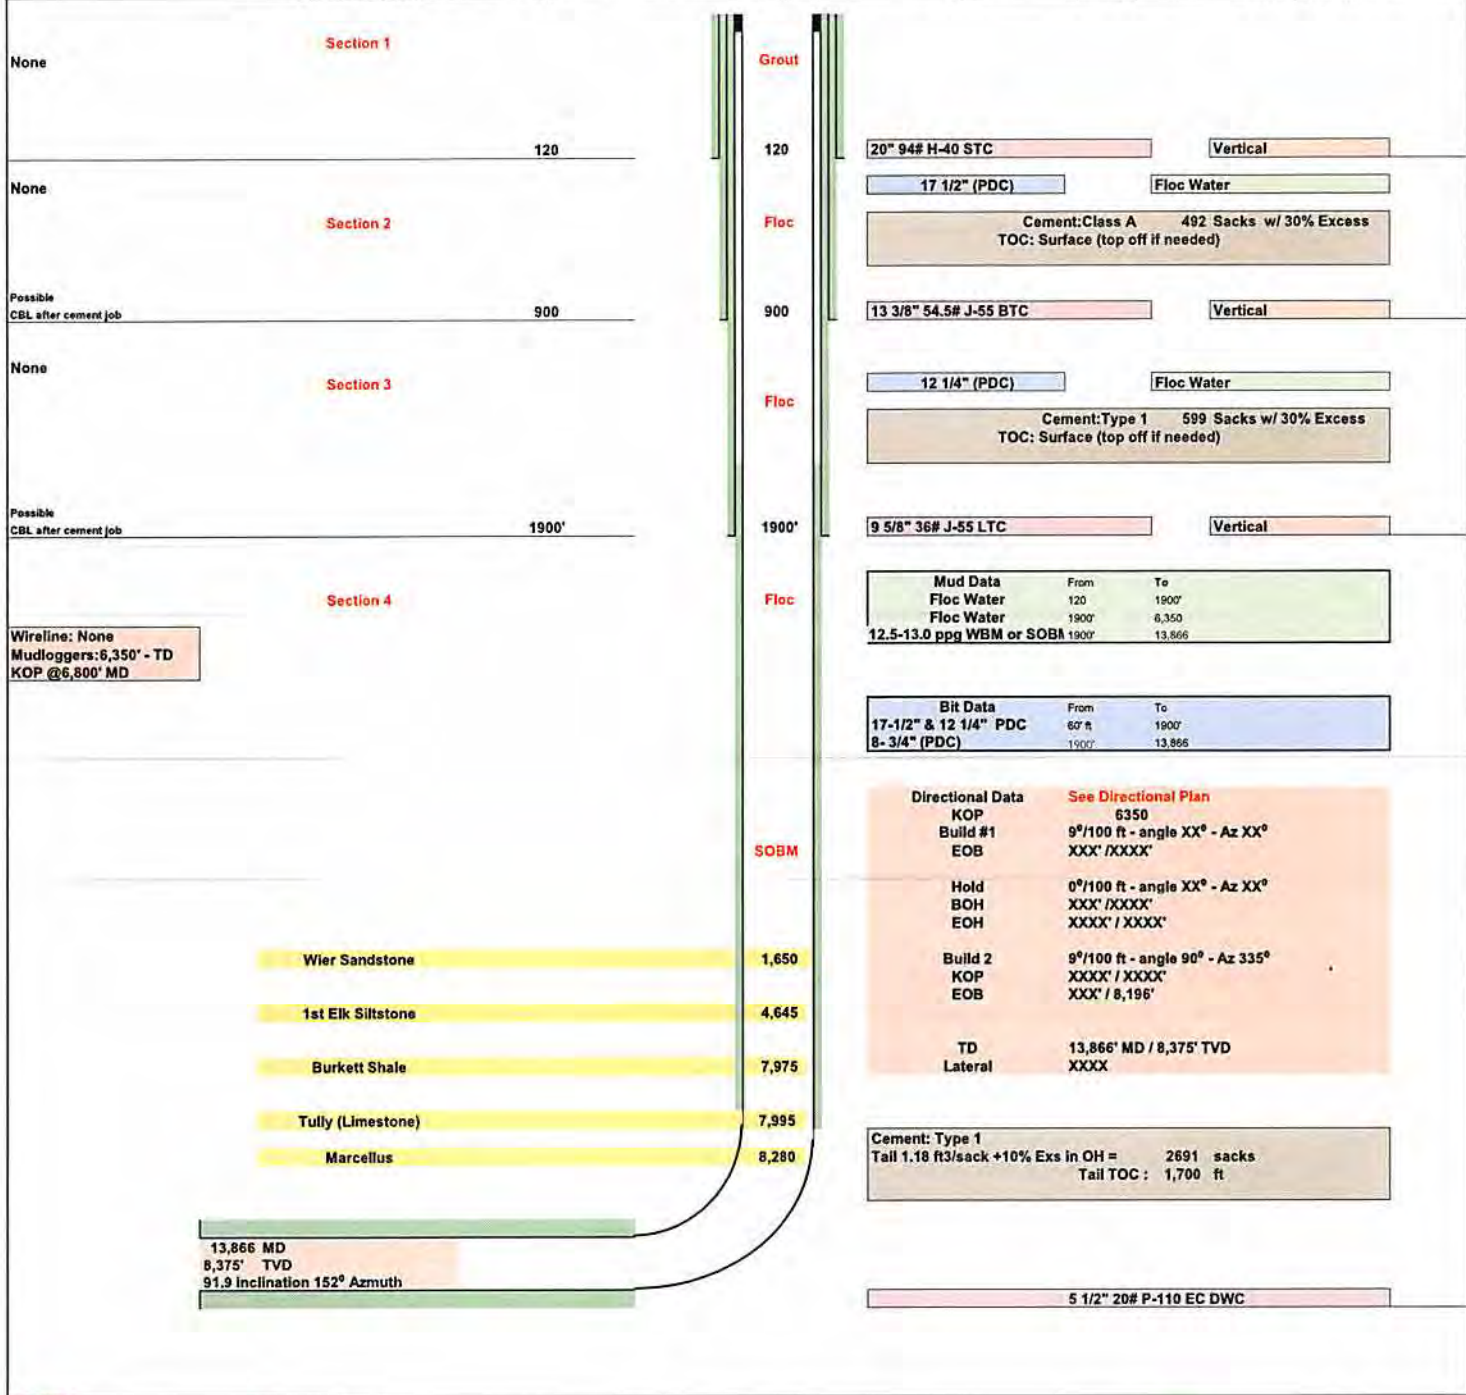 Section 1
None
Grout
120
120
20" 94# H-40 STC
Vertical
None
17 1/2" (PDC)
Floc Water
Section 2
Floc
Cement:Class A 492 Sacks w/ 30% Excess
TOC: Surface (top off if needed)
Possible
CBL after cement job
900
900
13 3/8" 54.5# J-55 BTC
Vertical
None
Section 3
Floc
12 1/4" (PDC)
Floc Water
Cement:Type 1 599 Sacks w/ 30% Excess
TOC: Surface (top off if needed)
Possible
CBL after cement job
1900'
1900'
9 5/8" 36# J-55 LTC
Vertical
Section 4
Floc
Mud Data From To
Floc Water 120 1900'
Floc Water 1900' 6,350
12.5-13.0 ppg WBM or SOBM 1900' 13,866
Wireline: None
Mudloggers:6,350' - TD
KOP @6,800' MD
Bit Data From To
17-1/2" & 12 1/4" PDC 60' ft 1900'
8- 3/4" (PDC) 1900' 13,866
Directional Data See Directional Plan
KOP 6350
Build #1 9⁰/100 ft - angle XX⁰ - Az XX⁰
EOB XXX' /XXXX'
SOBM
Hold 0⁰/100 ft - angle XX⁰ - Az XX⁰
BOH XXX' /XXXX'
EOH XXXX' / XXXX'
Build 2 9⁰/100 ft - angle 90⁰ - Az 335⁰
KOP XXXX' / XXXX'
EOB XXX' / 8,196'
TD 13,866' MD / 8,375' TVD
Lateral XXXX
Wier Sandstone 1,650
1st Elk Siltstone 4,645
Burkett Shale 7,975
Tully (Limestone) 7,995
Marcellus 8,280
Cement: Type 1
Tail 1.18 ft3/sack +10% Exs in OH = 2691 sacks
Tail TOC : 1,700 ft
13,866 MD
8,375' TVD
91.9 Inclination 152⁰ Azmuth
5 1/2" 20# P-110 EC DWC